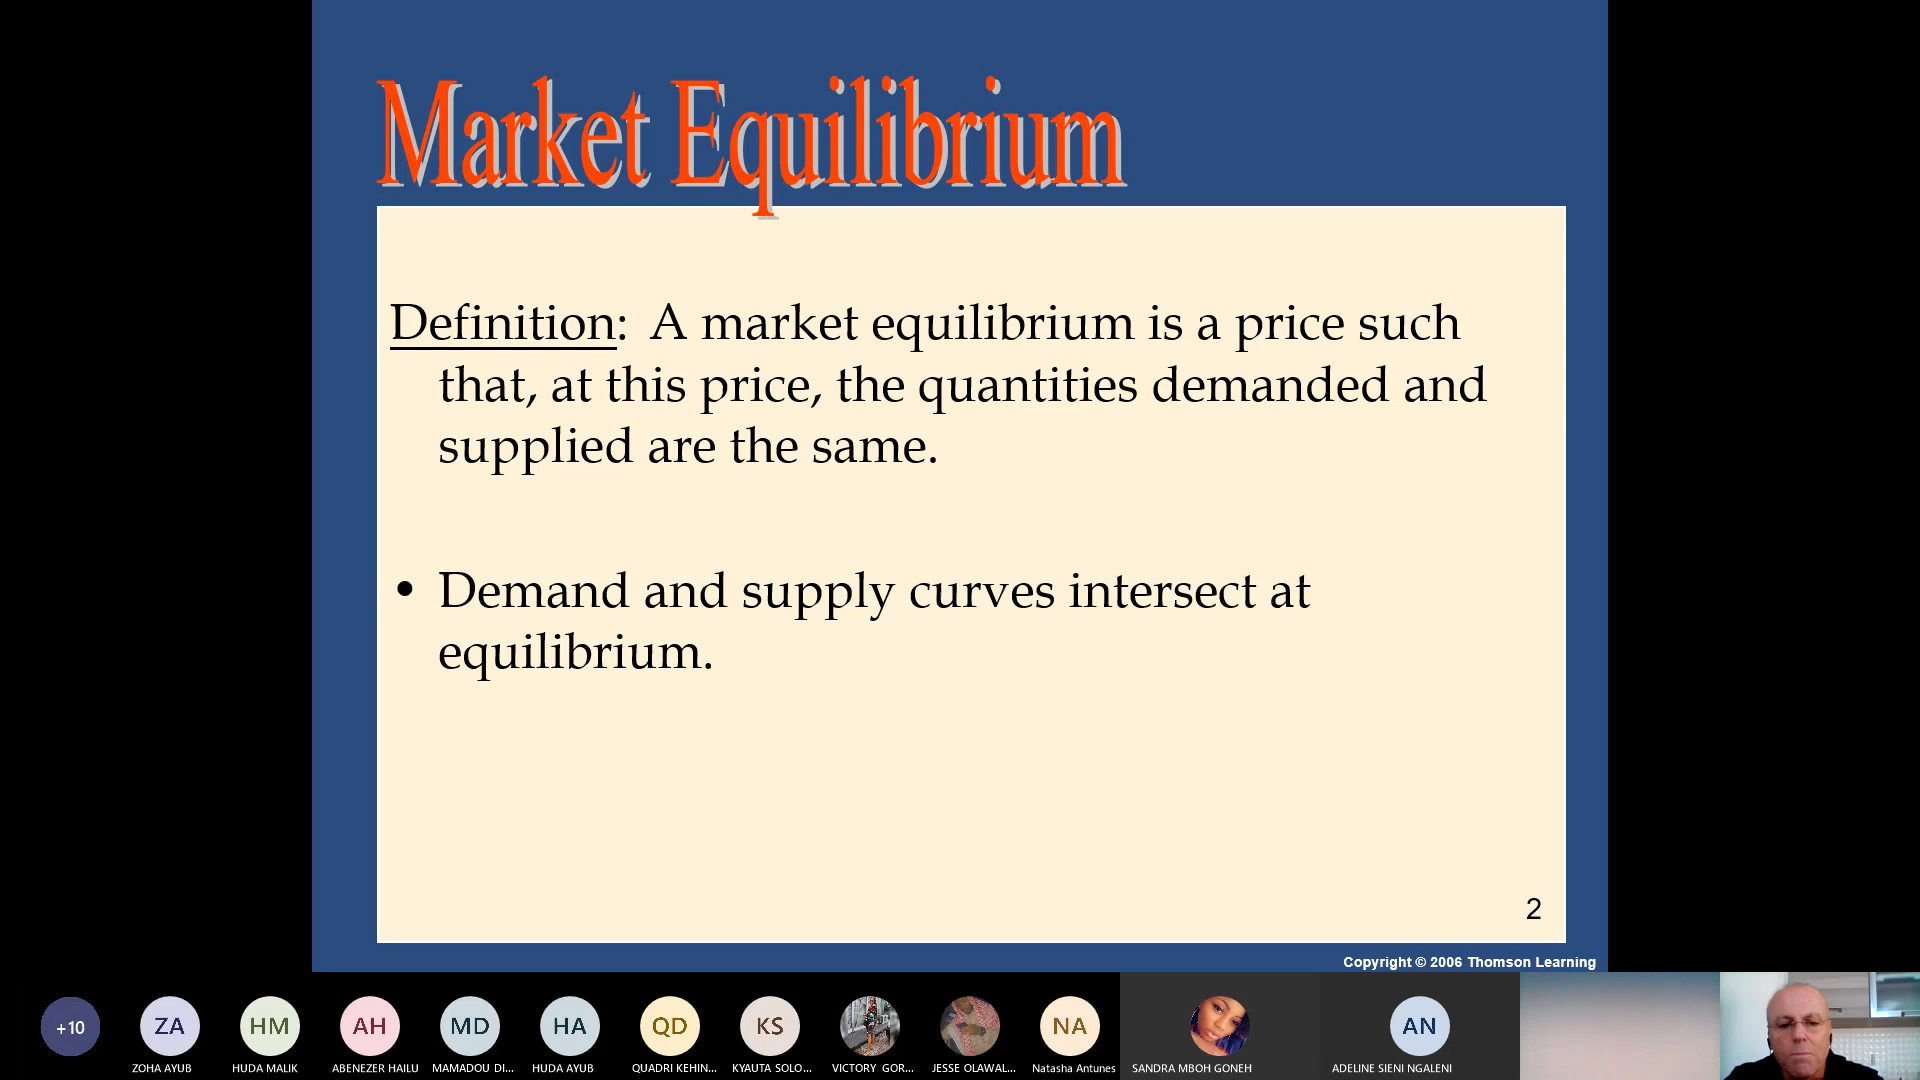 Market Equilibrium
Definition:  A market equilibrium is a price such
that, at this price, the quantities demanded and
supplied are the same.
• Demand and supply curves intersect at
equilibrium.
2
Copyright © 2006 Thomson Learning
+10
ZA
HM
AH
MD
HA
QD
KS
NA
AN
ZOHA AYUB
HUDA MALIK
ABENEZER HAILU
MAMADOU DI...
HUDA AYUB
QUADRI KEHIN...
KYAUTA SOLO...
VICTORY GOR...
JESSE OLAWAL...
Natasha Antunes
SANDRA MBOH GONEH
ADELINE SIENI NGALENI